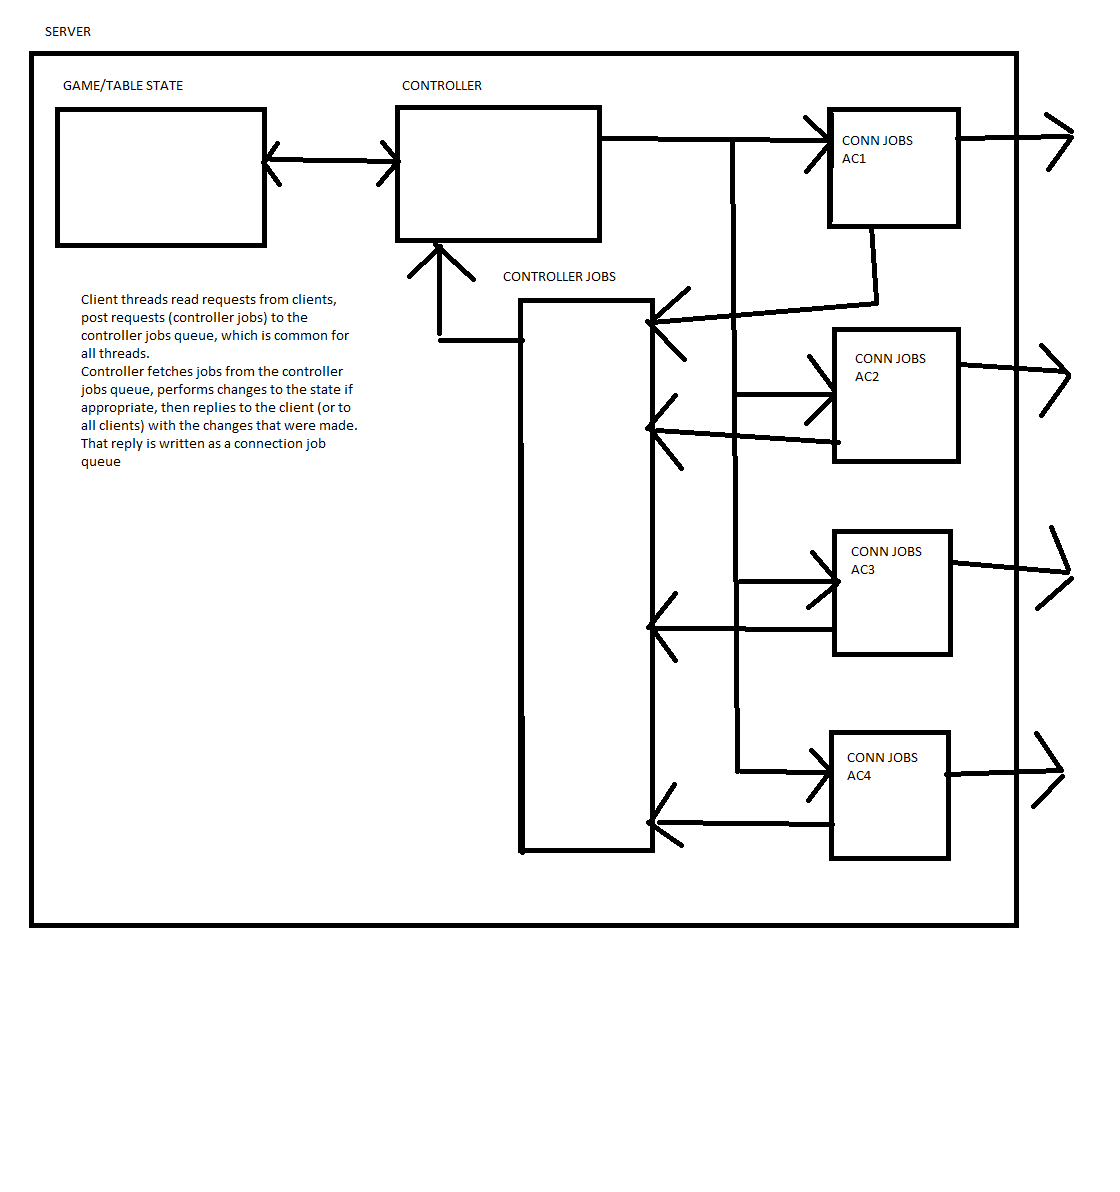 SERVER
GAME/TABLE STATE
CONTROLLER
CONN JOBS
AC1
CONTROLLER JOBS
Client threads read requests from clients,
post requests (controller jobs) to the
controller jobs queue, which is common for
all threads.
Controller fetches jobs from the controller
jobs queue, performs changes to the state if
appropriate, then replies to the client (or to
all clients) with the changes that were made.
That reply is written as a connection job
queue
CONN JOBS
AC2
CONN JOBS
AC3
CONN JOBS
AC4